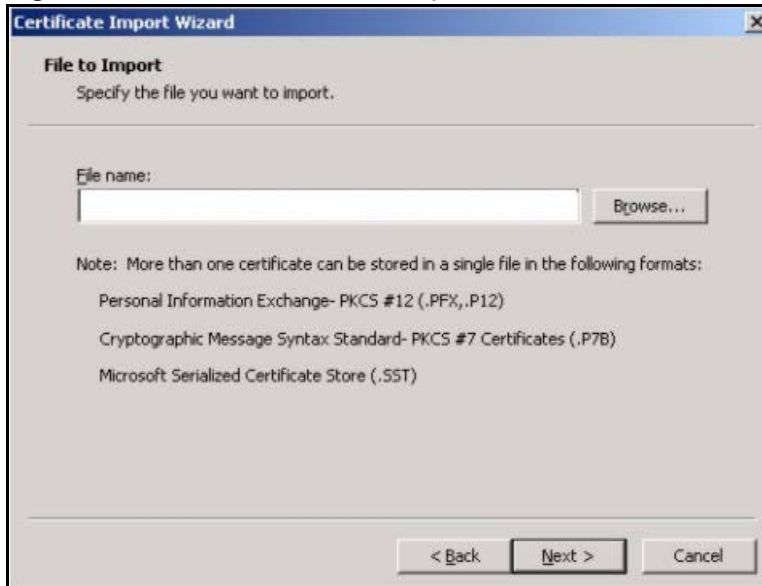 Certificate Import Wizard
File to Import
Specify the file you want to import.
File name:
Browse...
Note: More than one certificate can be stored in a single file in the following formats:
Personal Information Exchange- PKCS #12 (.PFX,.P12)
Cryptographic Message Syntax Standard- PKCS #7 Certificates (.P7B)
Microsoft Serialized Certificate Store (.SST)
< Back Next > Cancel